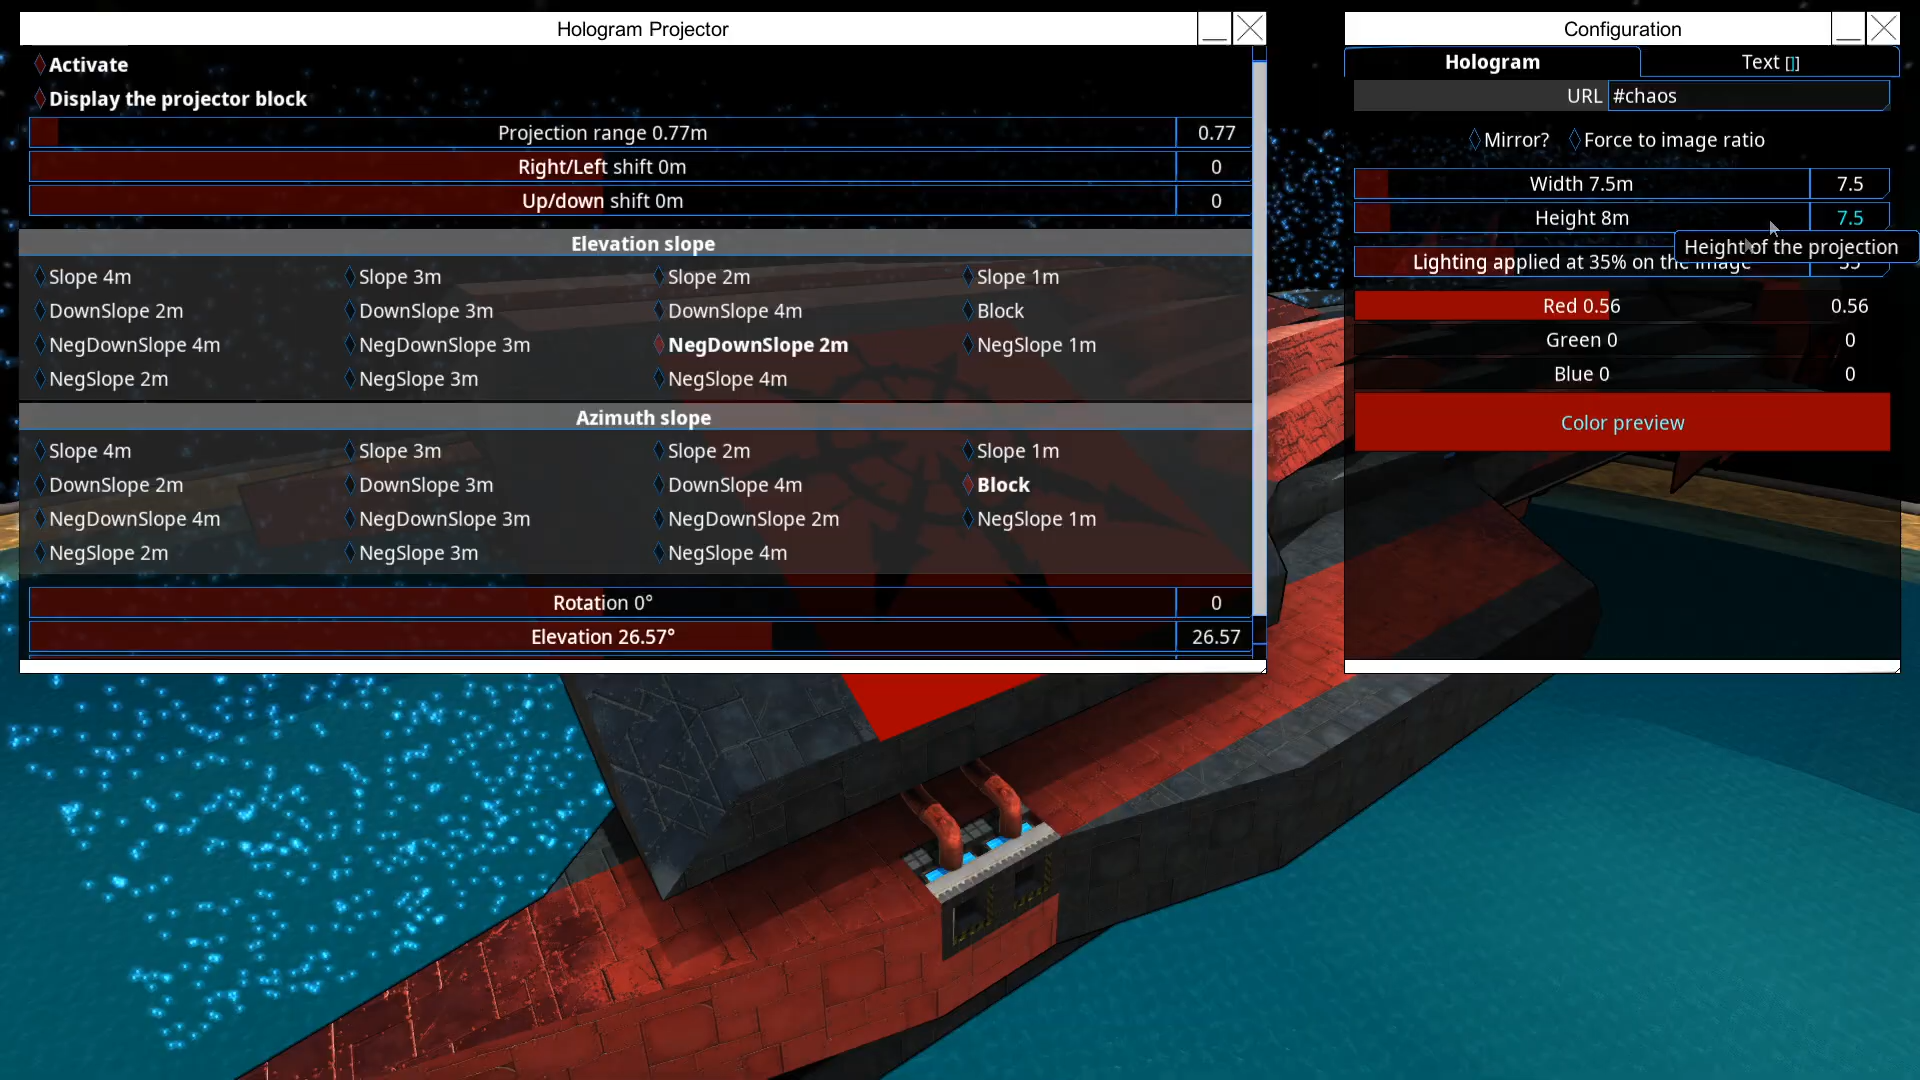 Hologram Projector
Activate
Display the projector block
Projection range 0.77m 0.77
Right/Left shift 0m 0
Up/down shift 0m 0
Elevation slope
Slope 4m Slope 3m Slope 2m Slope 1m
DownSlope 2m DownSlope 3m DownSlope 4m Block
NegDownSlope 4m NegDownSlope 3m NegDownSlope 2m NegSlope 1m
NegSlope 2m NegSlope 3m NegSlope 4m
Azimuth slope
Slope 4m Slope 3m Slope 2m Slope 1m
DownSlope 2m DownSlope 3m DownSlope 4m Block
NegDownSlope 4m NegDownSlope 3m NegDownSlope 2m NegSlope 1m
NegSlope 2m NegSlope 3m NegSlope 4m
Rotation 0° 0
Elevation 26.57° 26.57
Configuration
Hologram Text []
URL #chaos
Mirror? Force to image ratio
Width 7.5m 7.5
Height 8m 7.5
Height of the projection
Lighting applied at 35% on the image 35
Red 0.56 0.56
Green 0 0
Blue 0 0
Color preview